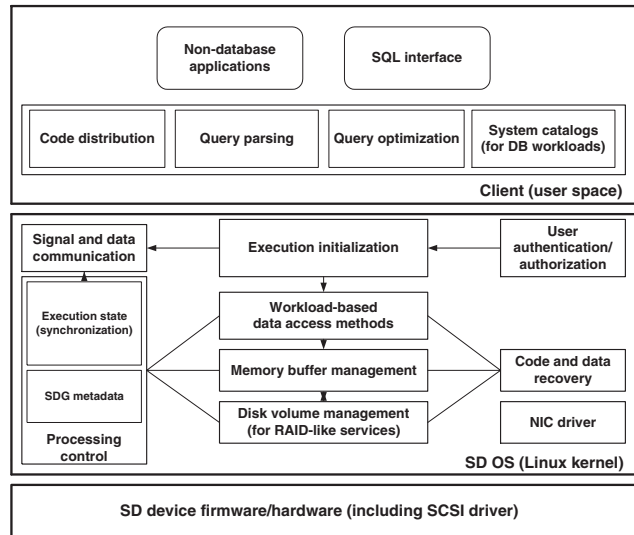 Non-database
applications
SQL interface
Code distribution
Query parsing
Query optimization
System catalogs
(for DB workloads)
Client (user space)
Signal and data
communication
Execution initialization
User
authentication/
authorization
Execution state
(synchronization)
Workload-based
data access methods
Memory buffer management
Code and data
recovery
SDG metadata
Disk volume management
(for RAID-like services)
NIC driver
Processing
control
SD OS (Linux kernel)
SD device firmware/hardware (including SCSI driver)